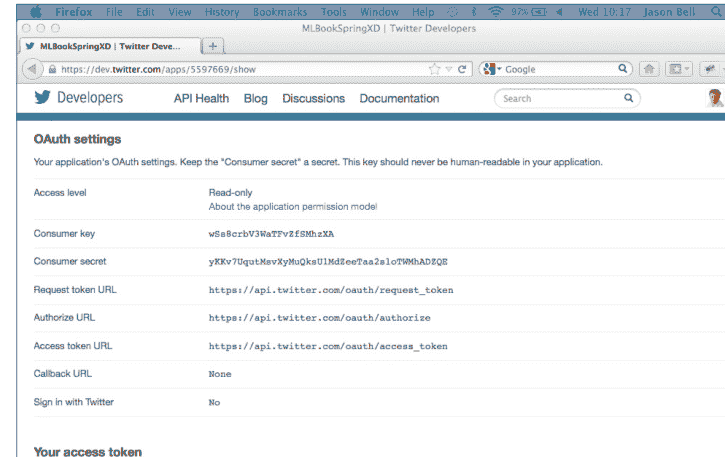 Firefox File Edit View History Bookmarks Tools Window Help 97% Wed 10:17 Jason Bell
MLBookSpringXD | Twitter Developers
MLBookSpringXD | Twitter Deve...
https://dev.twitter.com/apps/5597669/show
Google
Developers API Health Blog Discussions Documentation Search
OAuth settings
Your application's OAuth settings. Keep the "Consumer secret" a secret. This key should never be human-readable in your application.
Access level Read-only
About the application permission model
Consumer key wSs8crbV3WaTFvZfSMhzXA
Consumer secret yKKv7UqutMsvXyMuQksU1MdZeeTaa2sloTWMhADZQE
Request token URL https://api.twitter.com/oauth/request_token
Authorize URL https://api.twitter.com/oauth/authorize
Access token URL https://api.twitter.com/oauth/access_token
Callback URL None
Sign in with Twitter No
Your access token